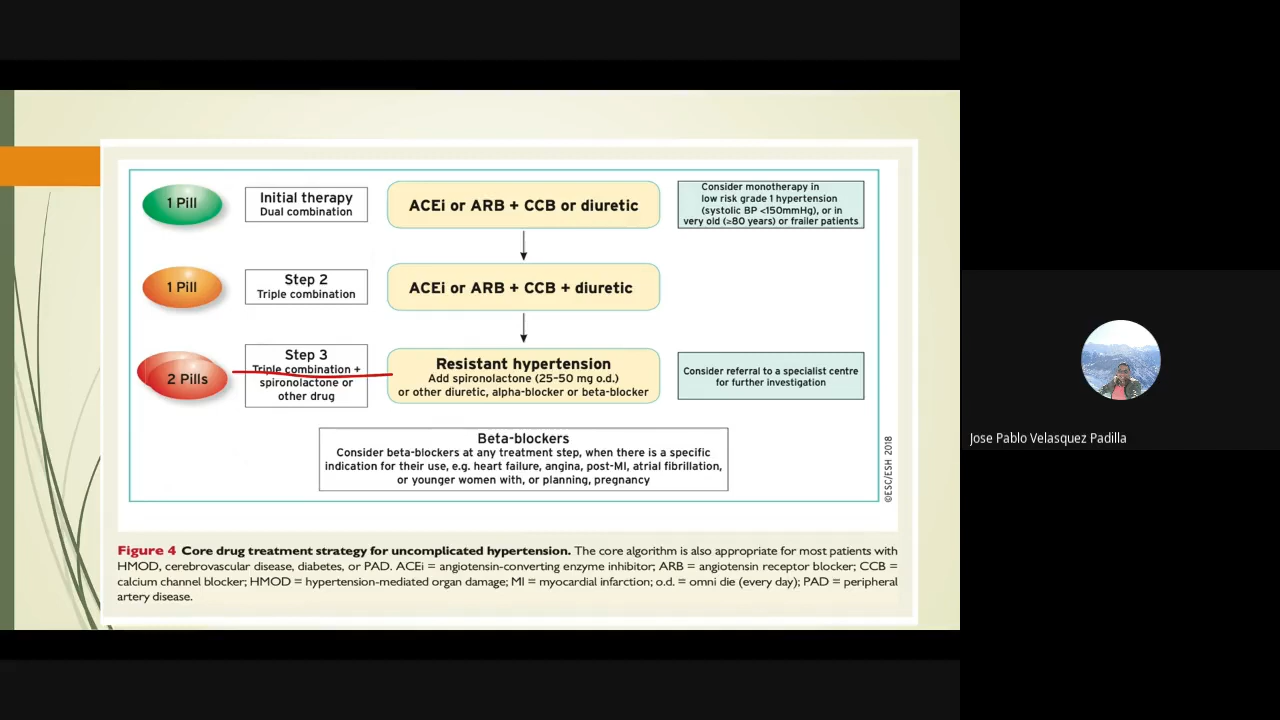 1 Pill
Initial therapy
Dual combination
ACEi or ARB + CCB or diuretic
Consider monotherapy in
low risk grade 1 hypertension
(systolic BP <150mmHg), or in
very old (≥80 years) or frailer patients
1 Pill
Step 2
Triple combination
ACEi or ARB + CCB + diuretic
2 Pills
Step 3
Triple combination +
spironolactone or
other drug
Resistant hypertension
Add spironolactone (25–50 mg o.d.)
or other diuretic, alpha-blocker or beta-blocker
Consider referral to a specialist centre
for further investigation
Beta-blockers
Consider beta-blockers at any treatment step, when there is a specific
indication for their use, e.g. heart failure, angina, post-MI, atrial fibrillation,
or younger women with, or planning, pregnancy
©ESC/ESH 2018
Figure 4 Core drug treatment strategy for uncomplicated hypertension. The core algorithm is also appropriate for most patients with
HMOD, cerebrovascular disease, diabetes, or PAD. ACEi = angiotensin-converting enzyme inhibitor; ARB = angiotensin receptor blocker; CCB =
calcium channel blocker; HMOD = hypertension-mediated organ damage; MI = myocardial infarction; o.d. = omni die (every day); PAD = peripheral
artery disease.
Jose Pablo Velasquez Padilla